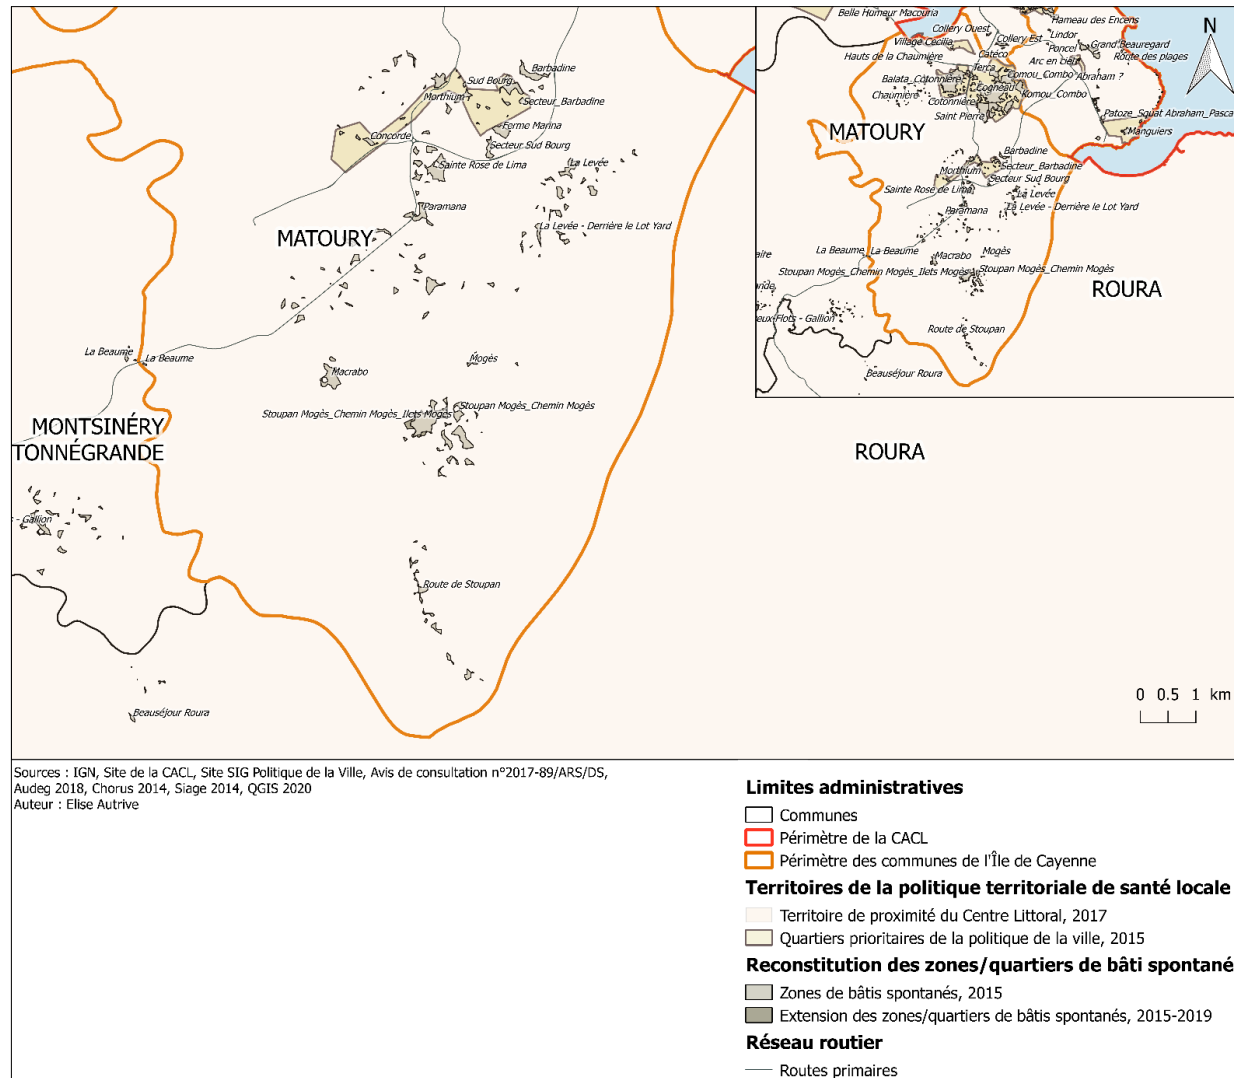 Sud Bourg
Barbadine
Morthium
Secteur_Barbadine
Ferme Marina
Concorde
Secteur Sud Bourg
Sainte Rose de Lima
La Levée
Paramana
La Levée - Derrière le Lot Yard
MATOURY
La Beaume
La Beaume
Mogès
Macrabo
Stoupan Mogès_Chemin Mogès_Ilets Mogès
Stoupan Mogès_Chemin Mogès
MONTSINÉRY
TONNÉGRANDE
ROURA
- Gallion
Route de Stoupan
Beauséjour Roura
0 0.5 1 km
Belle Humeur Macouria
Hameau des Encens
Collery Ouest
Lindor
Village Cécilia
Collery Est
Poncel
Grand Beauregard
Hauts de la Chaumière
Catéco
Arc en ciel
Route des plages
Terca
Balata_Cotonnière
Comou_Combo
Abraham ?
Chaumière
Cogneau
Komou_Combo
Cotonnière
Saint Pierre
Patoze_Squat Abraham_Pasca
MATOURY
Manguiers
Barbadine
Morthium
Secteur_Barbadine
Secteur Sud Bourg
Sainte Rose de Lima
La Levée
Paramana
La Levée - Derrière le Lot Yard
La Beaume
La Beaume
Mogès
aire
Macrabo
Stoupan Mogès_Chemin Mogès_Ilets Mogès
Stoupan Mogès_Chemin Mogès
ROURA
nde
eux-Flots - Gallion
Route de Stoupan
Beauséjour Roura
N
Sources : IGN, Site de la CACL, Site SIG Politique de la Ville, Avis de consultation n°2017-89/ARS/DS,
Audeg 2018, Chorus 2014, Siage 2014, QGIS 2020
Auteur : Elise Autrive
Limites administratives
Communes
Périmètre de la CACL
Périmètre des communes de l'Île de Cayenne
Territoires de la politique territoriale de santé locale
Territoire de proximité du Centre Littoral, 2017
Quartiers prioritaires de la politique de la ville, 2015
Reconstitution des zones/quartiers de bâti spontané
Zones de bâtis spontanés, 2015
Extension des zones/quartiers de bâtis spontanés, 2015-2019
Réseau routier
Routes primaires